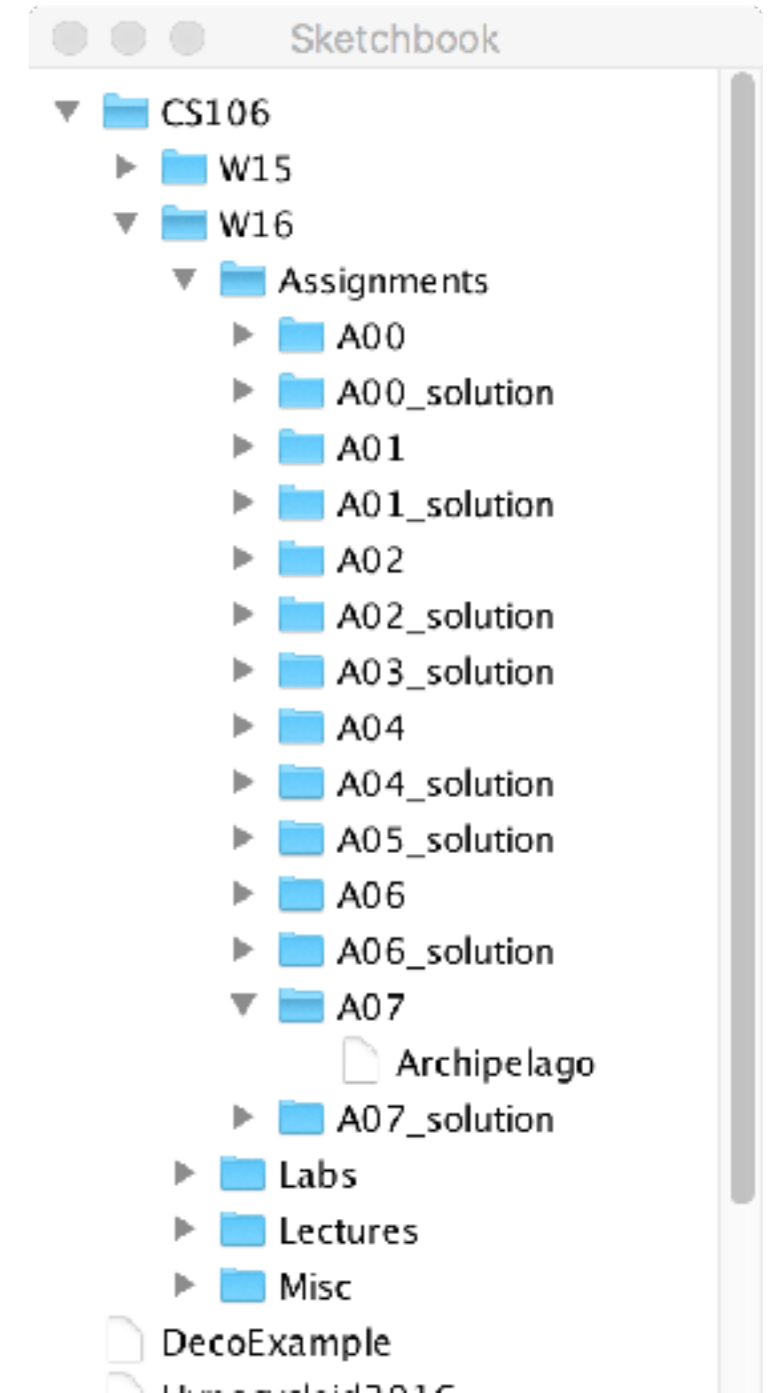 Sketchbook
CS106
W15
W16
Assignments
A00
A00_solution
A01
A01_solution
A02
A02_solution
A03_solution
A04
A04_solution
A05_solution
A06
A06_solution
A07
Archipelago
A07_solution
Labs
Lectures
Misc
DecoExample